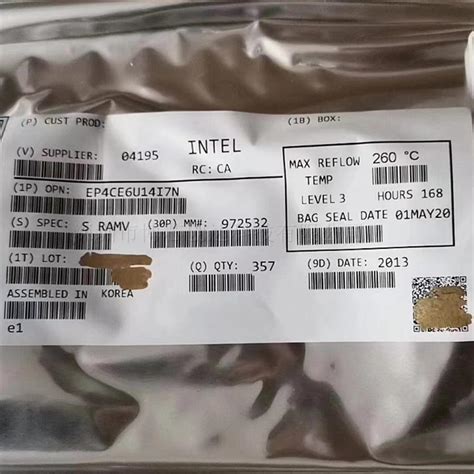 (P) CUST PROD:
(1B) BOX:
(V) SUPPLIER: 04195
INTEL
RC: CA
MAX REFLOW 260 °C
TEMP
LEVEL 3 HOURS 168
BAG SEAL DATE 01MAY20
(1P) OPN: EP4CE6U14I7N
(S) SPEC: S RAMV (30P) MM#: 972532
(1T) LOT:
(Q) QTY: 357
(9D) DATE: 2013
ASSEMBLED IN KOREA
e1